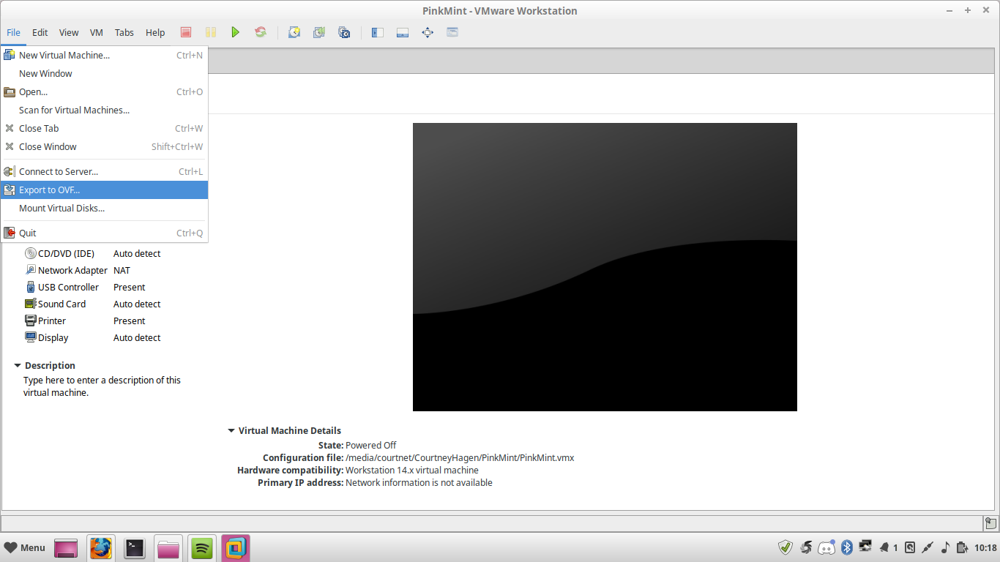 PinkMint - VMware Workstation
File Edit View VM Tabs Help
New Virtual Machine... Ctrl+N
New Window
Open... Ctrl+O
Scan for Virtual Machines...
Close Tab Ctrl+W
Close Window Shift+Ctrl+W
Connect to Server... Ctrl+L
Export to OVF...
Mount Virtual Disks...
Quit Ctrl+Q
CD/DVD (IDE) Auto detect
Network Adapter NAT
USB Controller Present
Sound Card Auto detect
Printer Present
Display Auto detect
Description
Type here to enter a description of this
virtual machine.
Virtual Machine Details
State: Powered Off
Configuration file: /media/courtnet/CourtneyHagen/PinkMint/PinkMint.vmx
Hardware compatibility: Workstation 14.x virtual machine
Primary IP address: Network information is not available
Menu 1 10:18